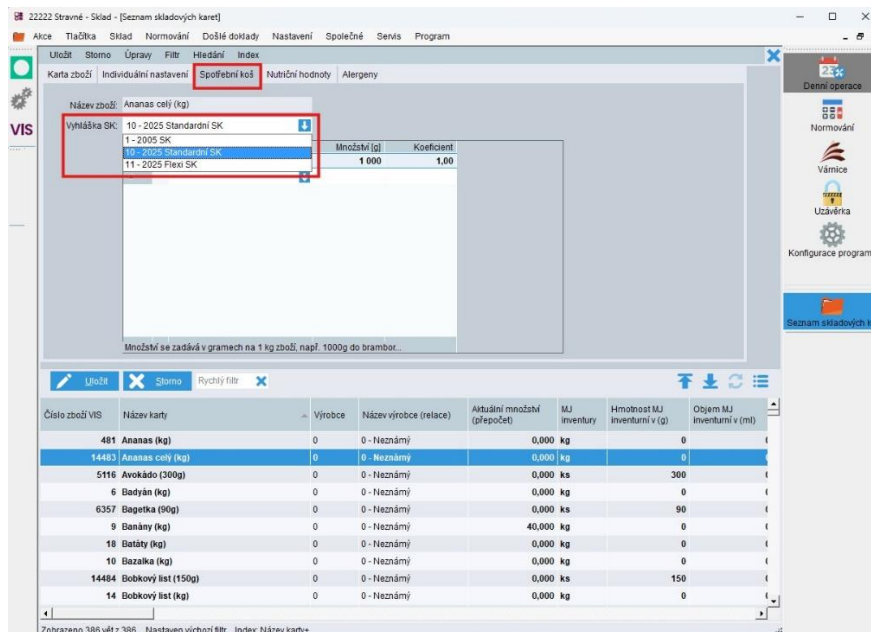 22222 Stravné - Sklad - [Seznam skladových karet]
Akce Tlačítka Sklad Normování Došlé doklady Nastavení Společné Servis Program
Uložit Storno Úpravy Filtr Hledání Index
Karta zboží Individuální nastavení Spotřební koš Nutriční hodnoty Alergeny
VIS
Název zboží: Ananas celý (kg)
Vyhláška SK: 10 - 2025 Standardní SK
1 - 2005 SK
10 - 2025 Standardní SK
11 - 2025 Flexi SK
Množství [g] Koeficient
1 000 1,00
Množství se zadává v gramech na 1 kg zboží, např. 1000g do brambor...
Denní operace
Normování
Várnice
Uzávěrka
Konfigurace program
Seznam skladových k
Uložit Storno Rychlý filtr
Číslo zboží VIS Název karty Výrobce Název výrobce (relace) Aktuální množství (přepočet) MJ inventury Hmotnost MJ inventurní v (g) Objem MJ inventurní v (ml)
481 Ananas (kg) 0 0 - Neznámý 0,000 kg 0
14483 Ananas celý (kg) 0 0 - Neznámý 0,000 kg 0
5116 Avokádo (300g) 0 0 - Neznámý 0,000 ks 300
6 Badyán (kg) 0 0 - Neznámý 0,000 kg 0
6357 Bagetka (90g) 0 0 - Neznámý 0,000 ks 90
9 Banány (kg) 0 0 - Neznámý 40,000 kg 0
18 Batáty (kg) 0 0 - Neznámý 0,000 kg 0
10 Bazalka (kg) 0 0 - Neznámý 0,000 kg 0
14484 Bobkový list (150g) 0 0 - Neznámý 0,000 ks 150
14 Bobkový list (kg) 0 0 - Neznámý 0,000 kg 0
Zobrazeno 386 vět z 386 Nastaven výchozí filtr Index: Název karty+